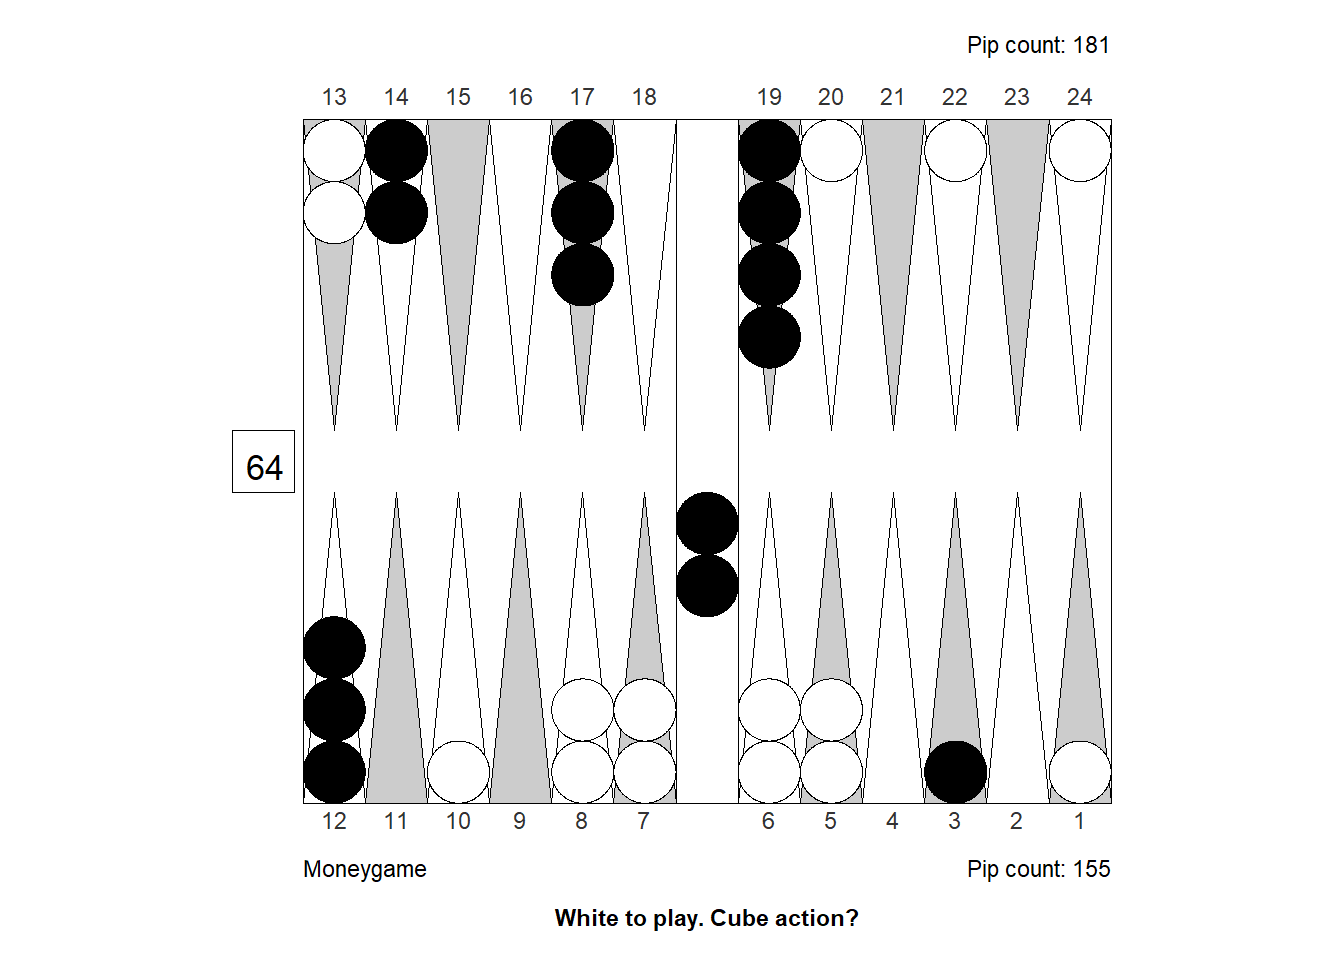 Pip count: 181
13 14 15 16 17 18 19 20 21 22 23 24
64
12 11 10 9 8 7 6 5 4 3 2 1
Moneygame Pip count: 155
White to play. Cube action?